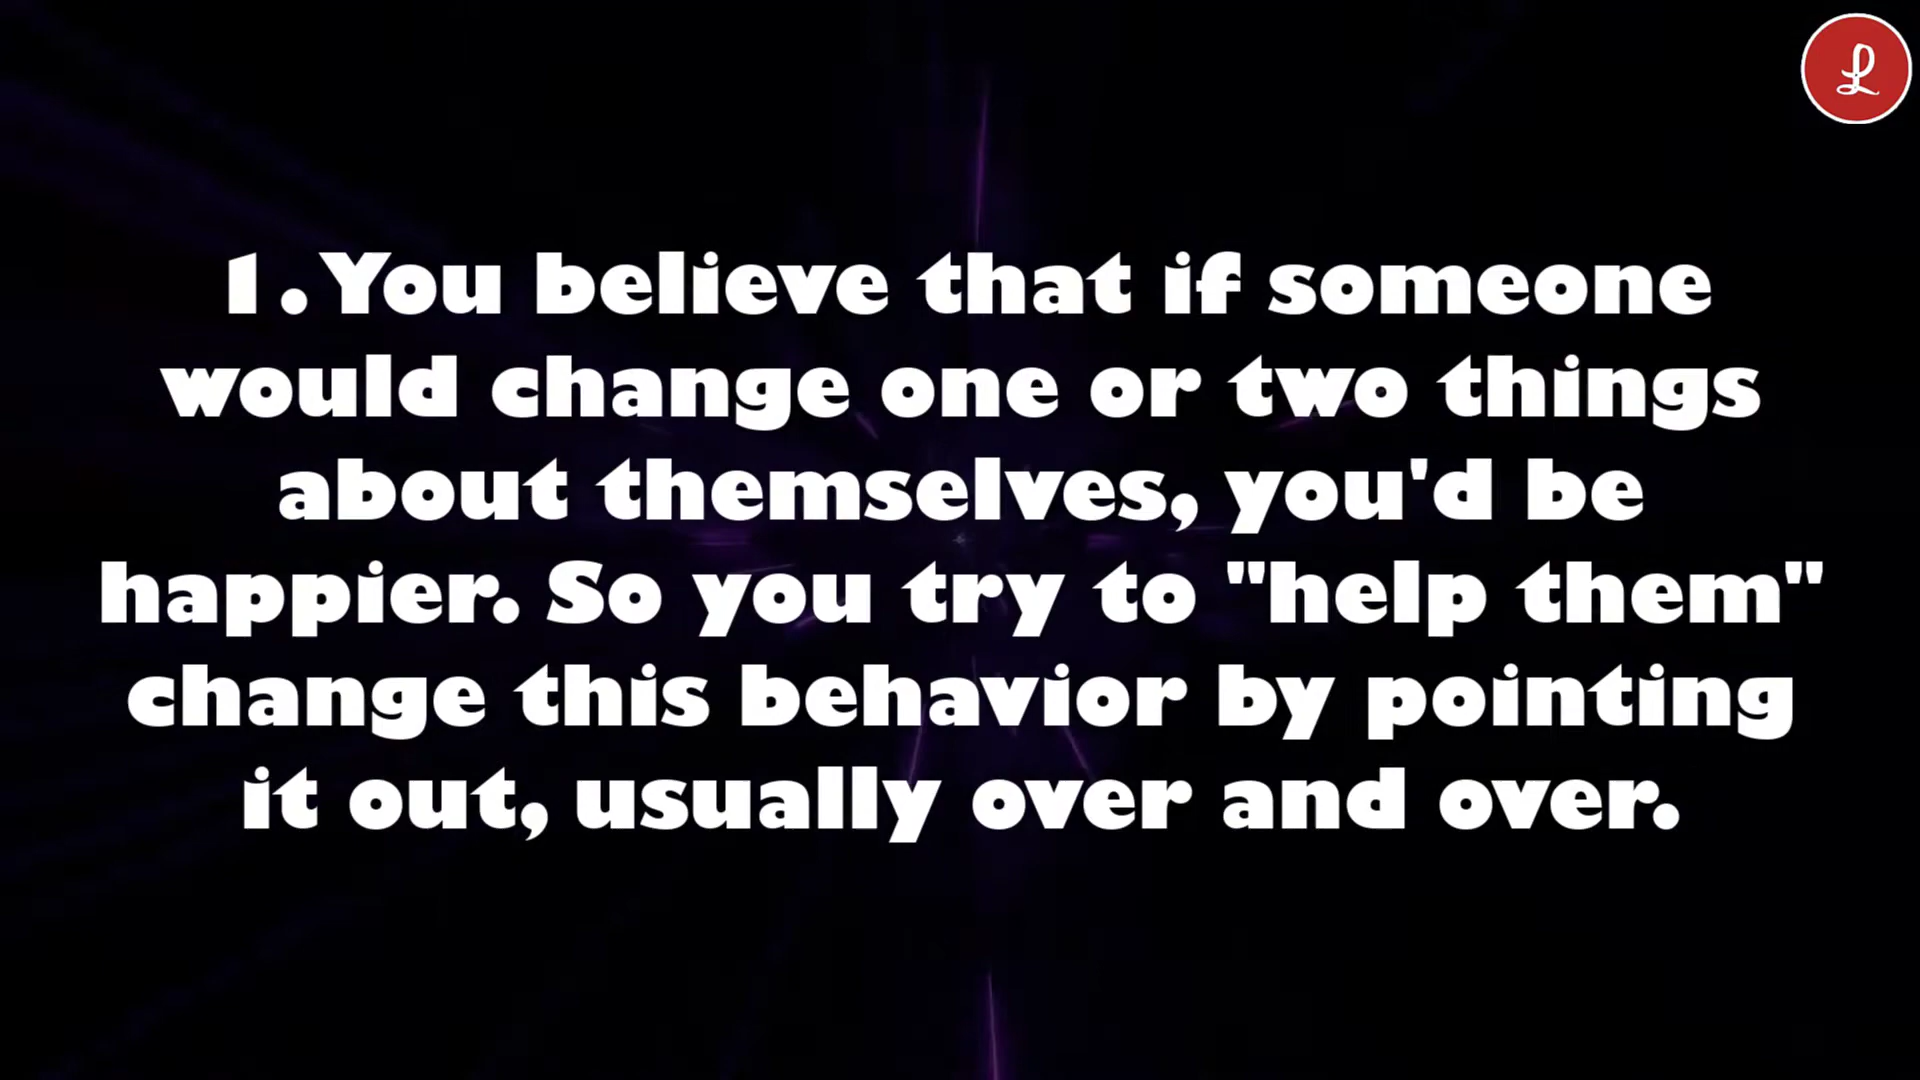 L
1. You believe that if someone
would change one or two things
about themselves, you'd be
happier. So you try to "help them"
change this behavior by pointing
it out, usually over and over.